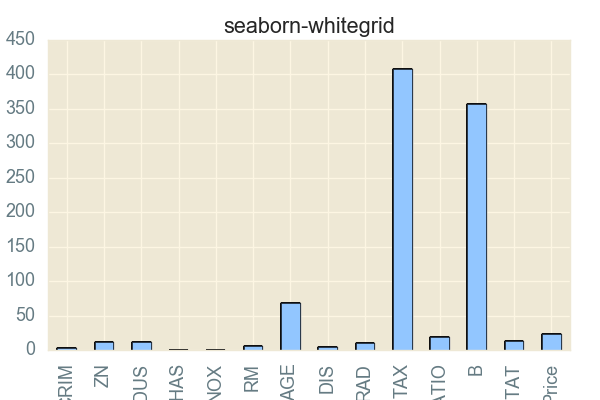 seaborn-whitegrid
450
400
350
300
250
200
150
100
50
0
RIM
ZN
DUS
HAS
NOX
RM
AGE
DIS
RAD
TAX
ATIO
B
TAT
Price